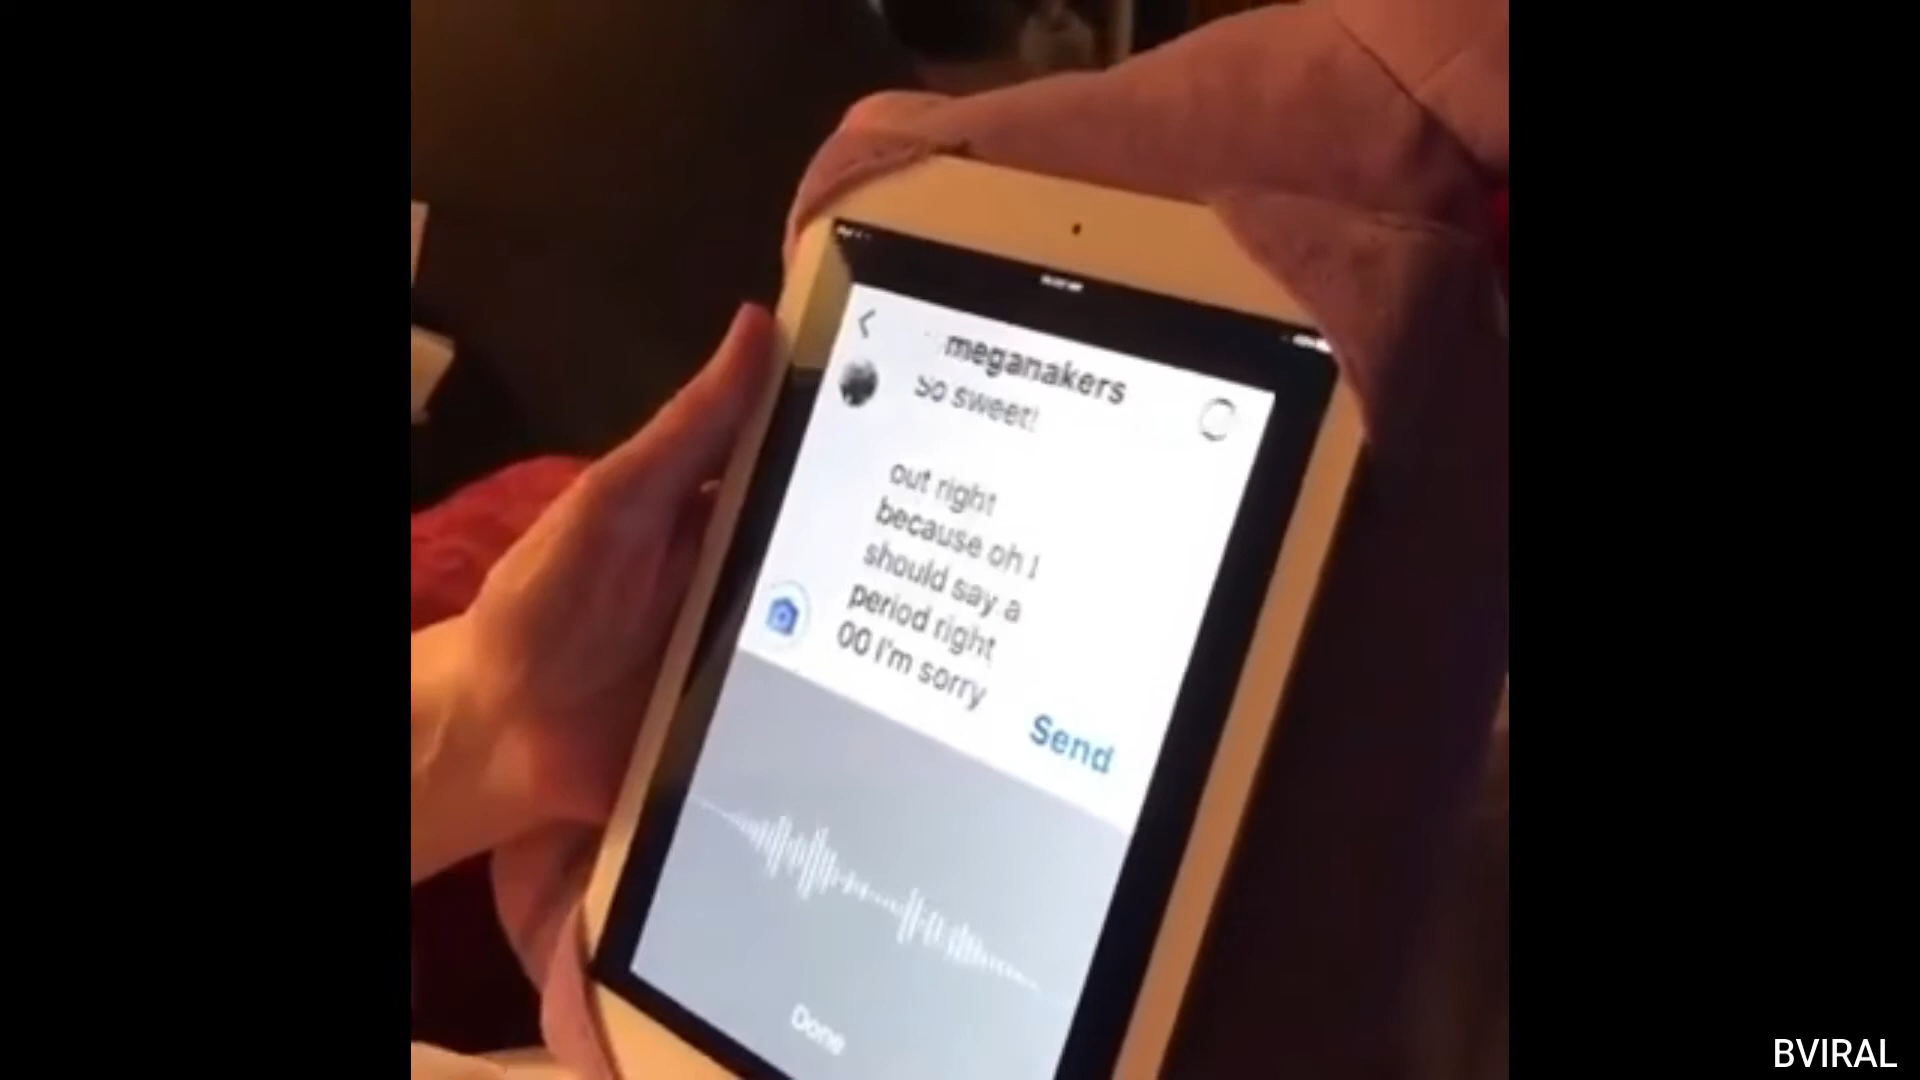 meganakers
So sweet!
out right
because oh I
should say a
period right
00 I'm sorry
Send
Done
BVIRAL